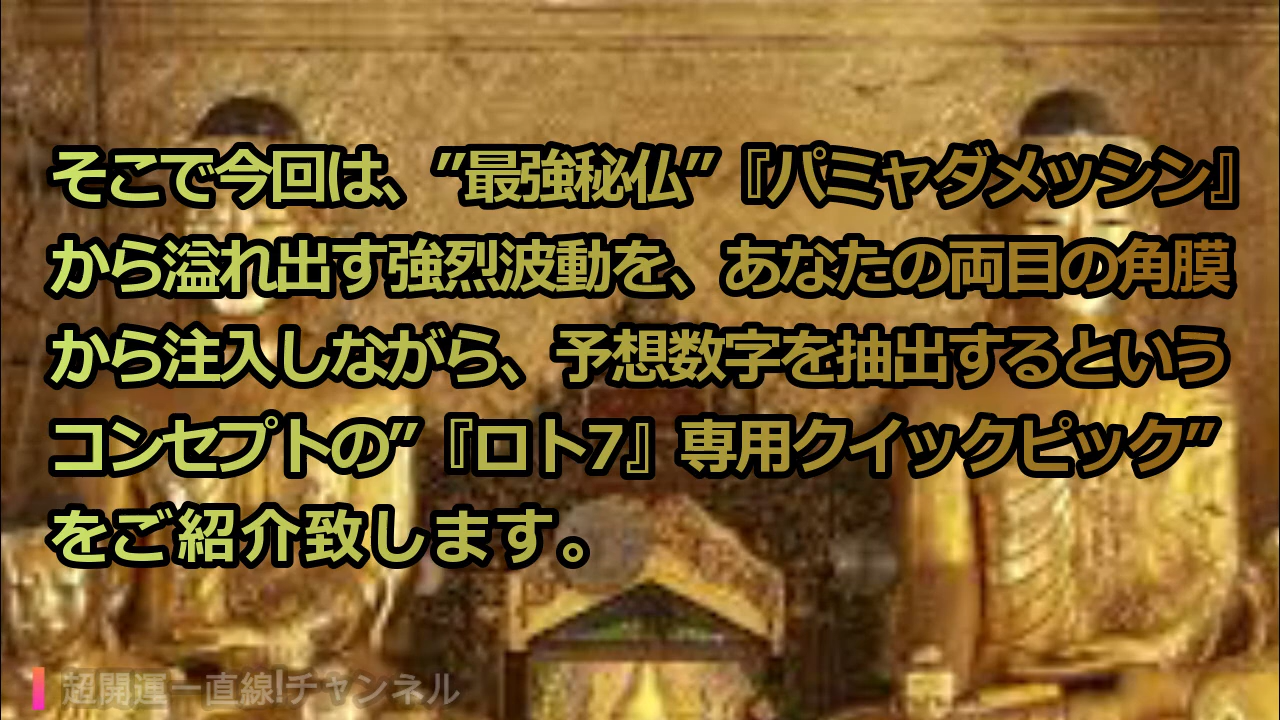 そこで今回は、”最強秘仏”『パミャダメッシン』
から溢れ出す強烈波動を、あなたの両目の角膜
から注入しながら、予想数字を抽出するという
コンセプトの”『ロト7』専用クイックピック”
をご紹介致します。
超開運一直線!チャンネル